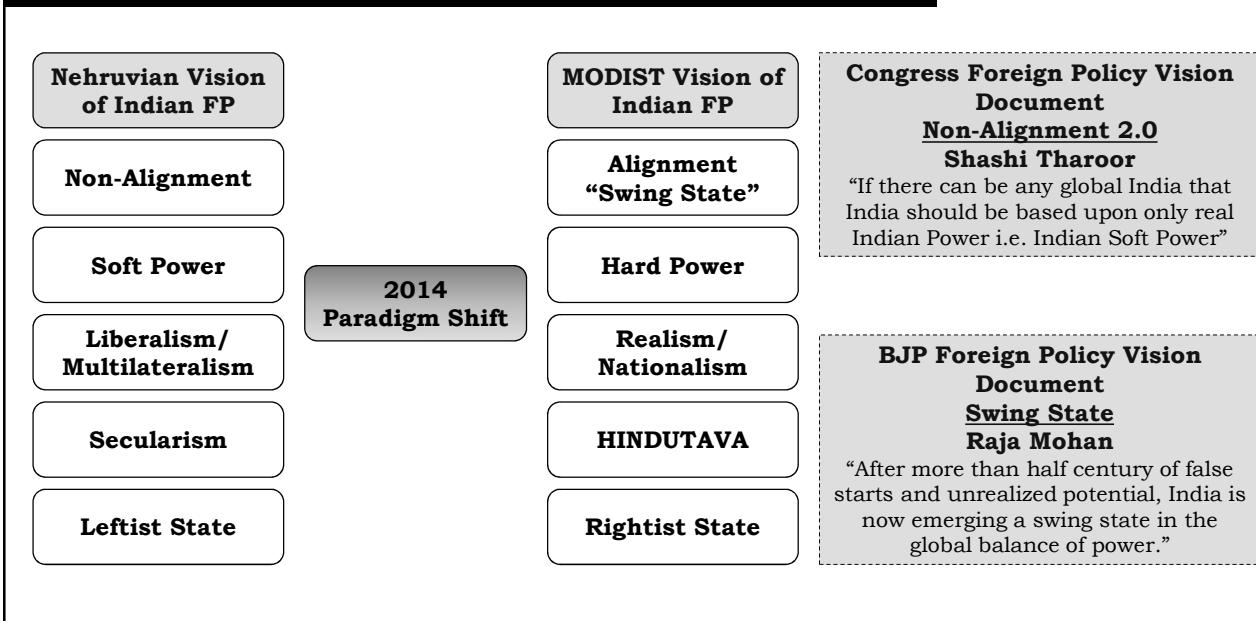 Nehruvian Vision
of Indian FP
Non-Alignment
Soft Power
Liberalism/
Multilateralism
Secularism
Leftist State
2014
Paradigm Shift
MODIST Vision of
Indian FP
Alignment
“Swing State”
Hard Power
Realism/
Nationalism
HINDUTAVA
Rightist State
Congress Foreign Policy Vision
Document
Non-Alignment 2.0
Shashi Tharoor
“If there can be any global India that
India should be based upon only real
Indian Power i.e. Indian Soft Power”
BJP Foreign Policy Vision
Document
Swing State
Raja Mohan
“After more than half century of false
starts and unrealized potential, India is
now emerging a swing state in the
global balance of power.”